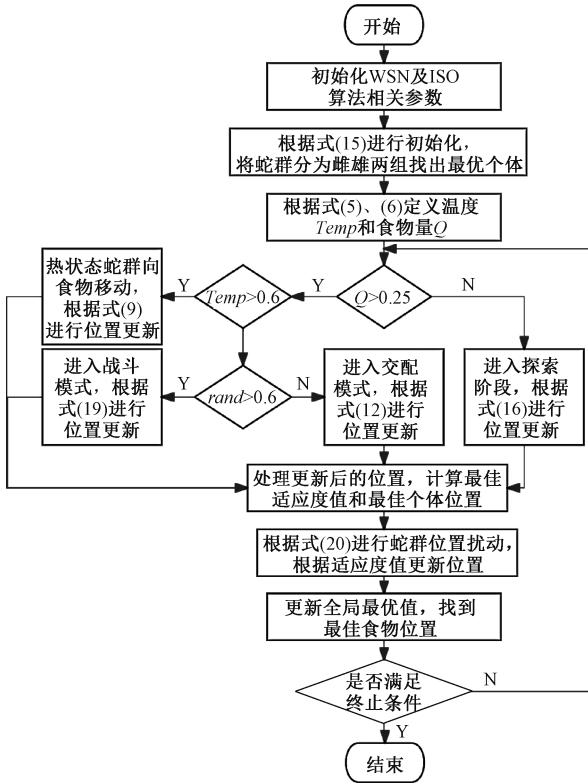 开始
初始化WSN及ISO
算法相关参数
根据式(15)进行初始化，
将蛇群分为雌雄两组找出最优个体
根据式(5)、(6)定义温度
Temp和食物量Q
热状态蛇群向
食物移动，
根据式(9)
进行位置更新
Y
Temp>0.6
Y
Q>0.25
N
进入战斗
模式，根据
式(19)进行
位置更新
Y
rand>0.6
N
进入交配
模式，根据
式(12)进行
位置更新
进入探索
阶段，根据
式(16)进行
位置更新
处理更新后的位置，计算最佳
适应度值和最佳个体位置
根据式(20)进行蛇群位置扰动，
根据适应度值更新位置
更新全局最优值，找到
最佳食物位置
是否满足
终止条件
N
Y
结束